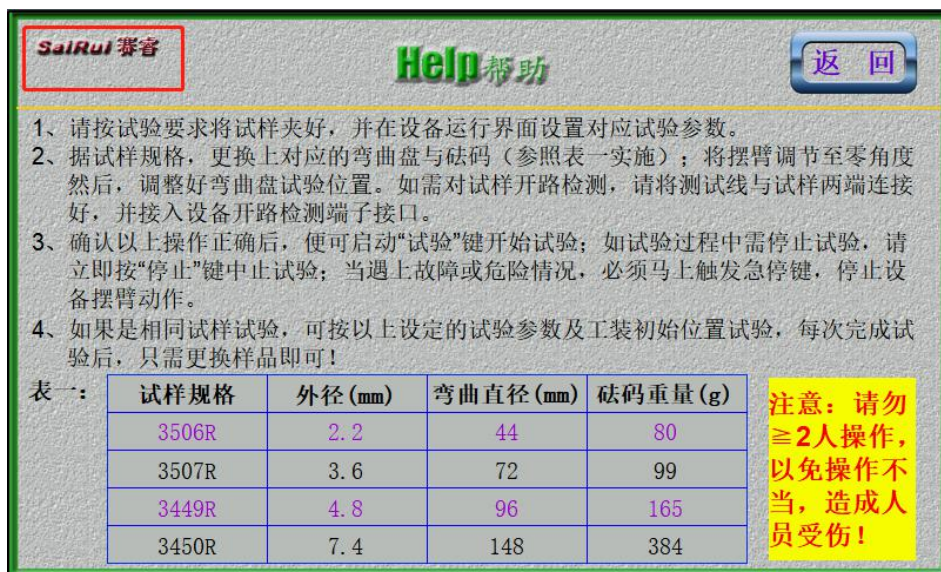 SaiRui 赛睿
Help帮助
返 回
1、请按试验要求将试样夹好，并在设备运行界面设置对应试验参数。
2、据试样规格，更换上对应的弯曲盘与砝码（参照表一实施）；将摆臂调节至零角度
然后，调整好弯曲盘试验位置。如需对试样开路检测，请将测试线与试样两端连接
好，并接入设备开路检测端子接口。
3、确认以上操作正确后，便可启动“试验”键开始试验；如试验过程中需停止试验，请
立即按“停止”键中止试验；当遇上故障或危险情况，必须马上触发急停键，停止设
备摆臂动作。
4、如果是相同试样试验，可按以上设定的试验参数及工装初始位置试验，每次完成试
验后，只需更换样品即可！
表一：
试样规格 外径(mm) 弯曲直径(mm) 砝码重量(g)
3506R 2.2 44 80
3507R 3.6 72 99
3449R 4.8 96 165
3450R 7.4 148 384
注意：请勿
≧2人操作，
以免操作不
当，造成人
员受伤！